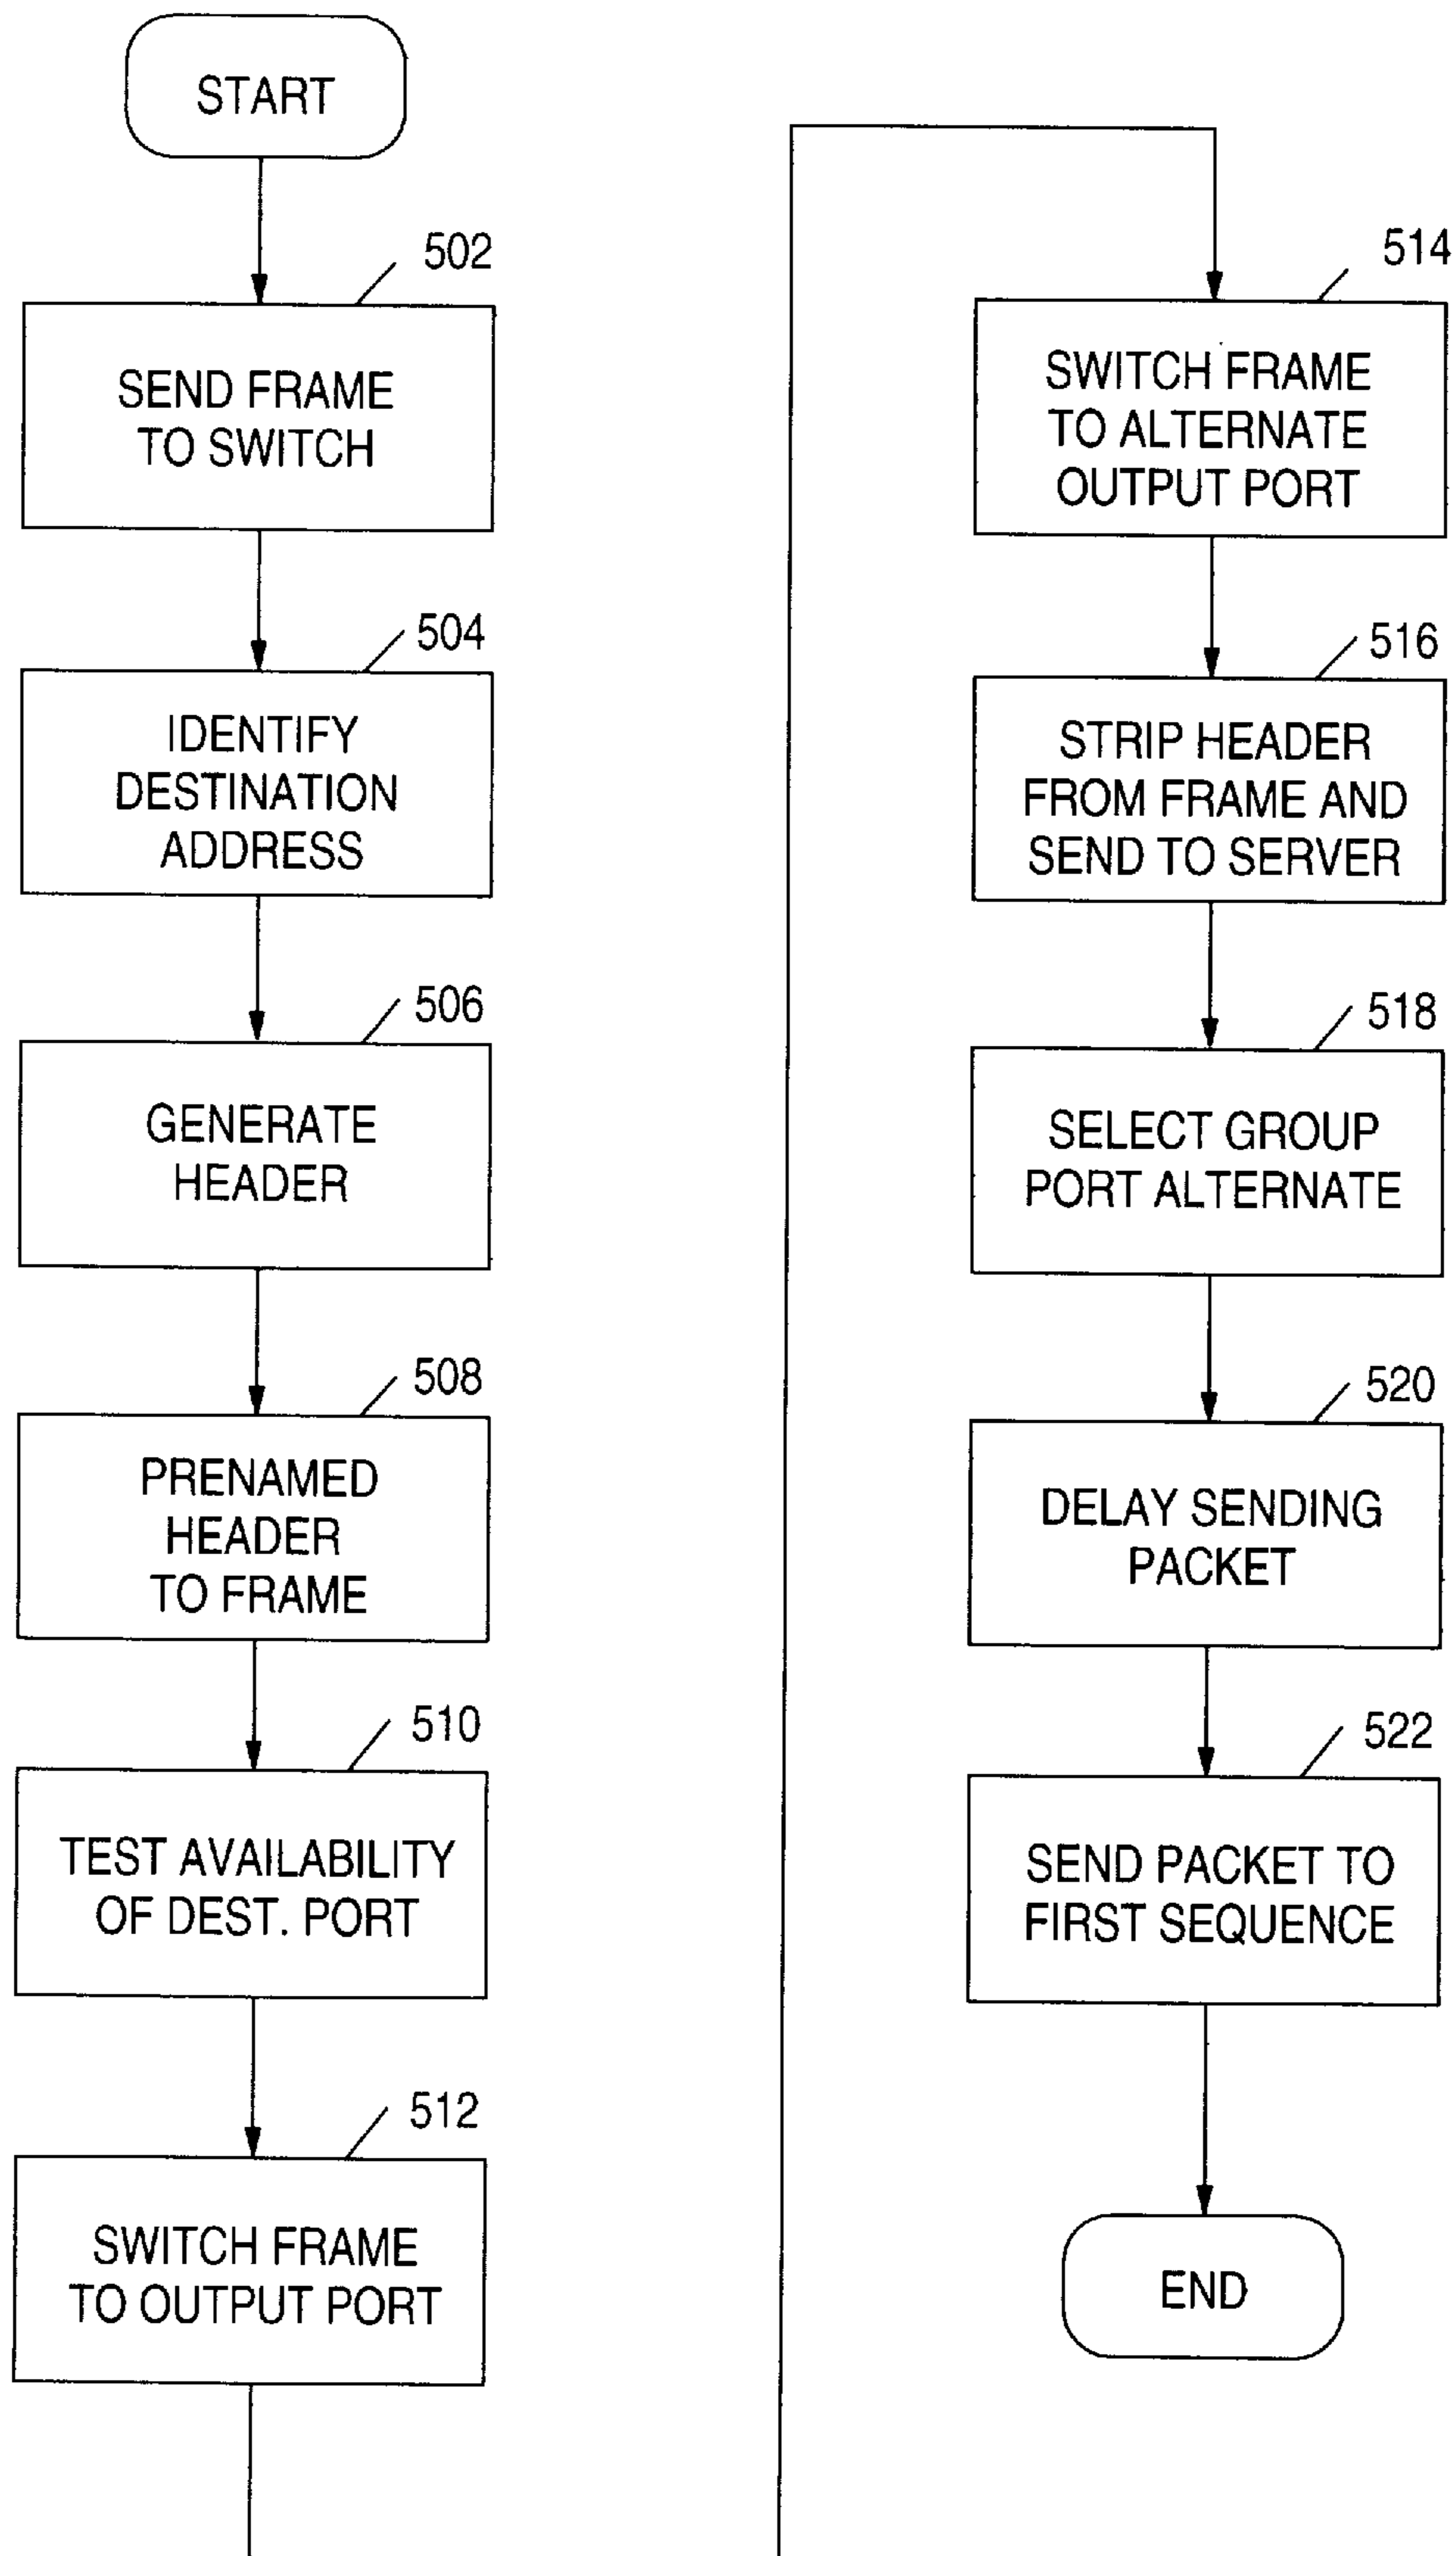 START
502
SEND FRAME
TO SWITCH
504
IDENTIFY
DESTINATION
ADDRESS
506
GENERATE
HEADER
508
PRENAMED
HEADER
TO FRAME
510
TEST AVAILABILITY
OF DEST. PORT
512
SWITCH FRAME
TO OUTPUT PORT
514
SWITCH FRAME
TO ALTERNATE
OUTPUT PORT
516
STRIP HEADER
FROM FRAME AND
SEND TO SERVER
518
SELECT GROUP
PORT ALTERNATE
520
DELAY SENDING
PACKET
522
SEND PACKET TO
FIRST SEQUENCE
END